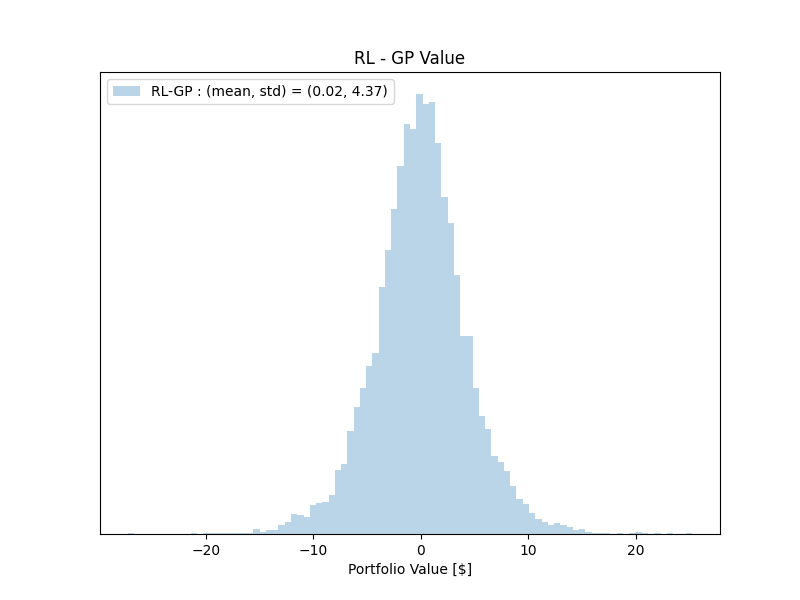 RL - GP Value
RL-GP : (mean, std) = (0.02, 4.37)
−20 −10 0 10 20
Portfolio Value [$]